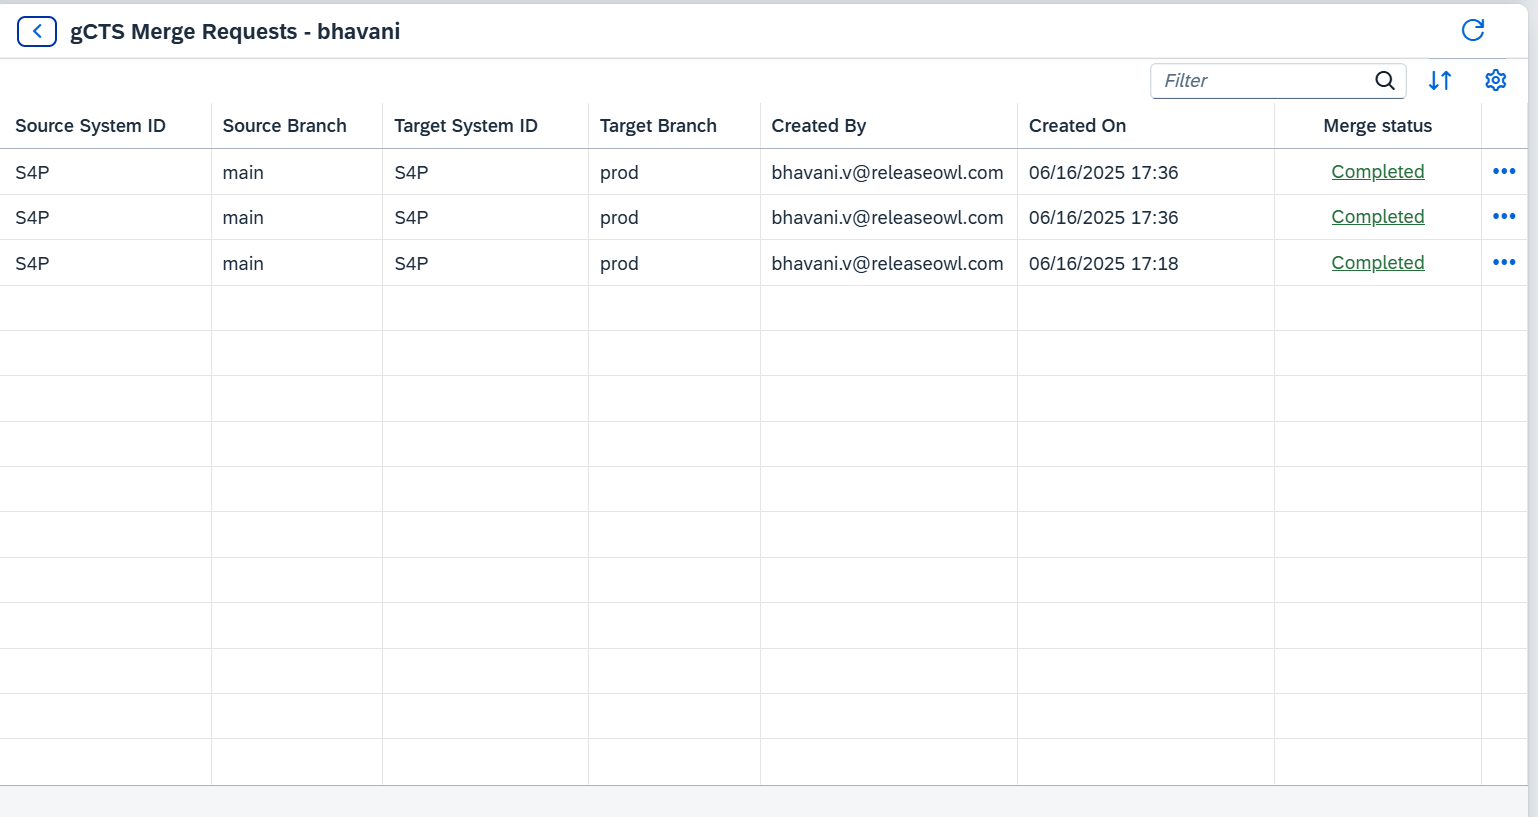 gCTS Merge Requests - bhavani
Filter
Source System ID Source Branch Target System ID Target Branch Created By Created On Merge status
S4P main S4P prod bhavani.v@releaseowl.com 06/16/2025 17:36 Completed
S4P main S4P prod bhavani.v@releaseowl.com 06/16/2025 17:36 Completed
S4P main S4P prod bhavani.v@releaseowl.com 06/16/2025 17:18 Completed